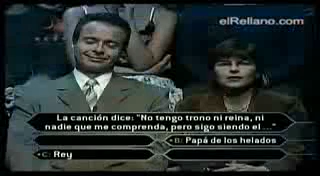 elRellano.com
La canción dice: "No tengo trono ni reina, ni
nadie que me comprenda, pero sigo siendo el ..."
B: Papá de los helados
C: Rey